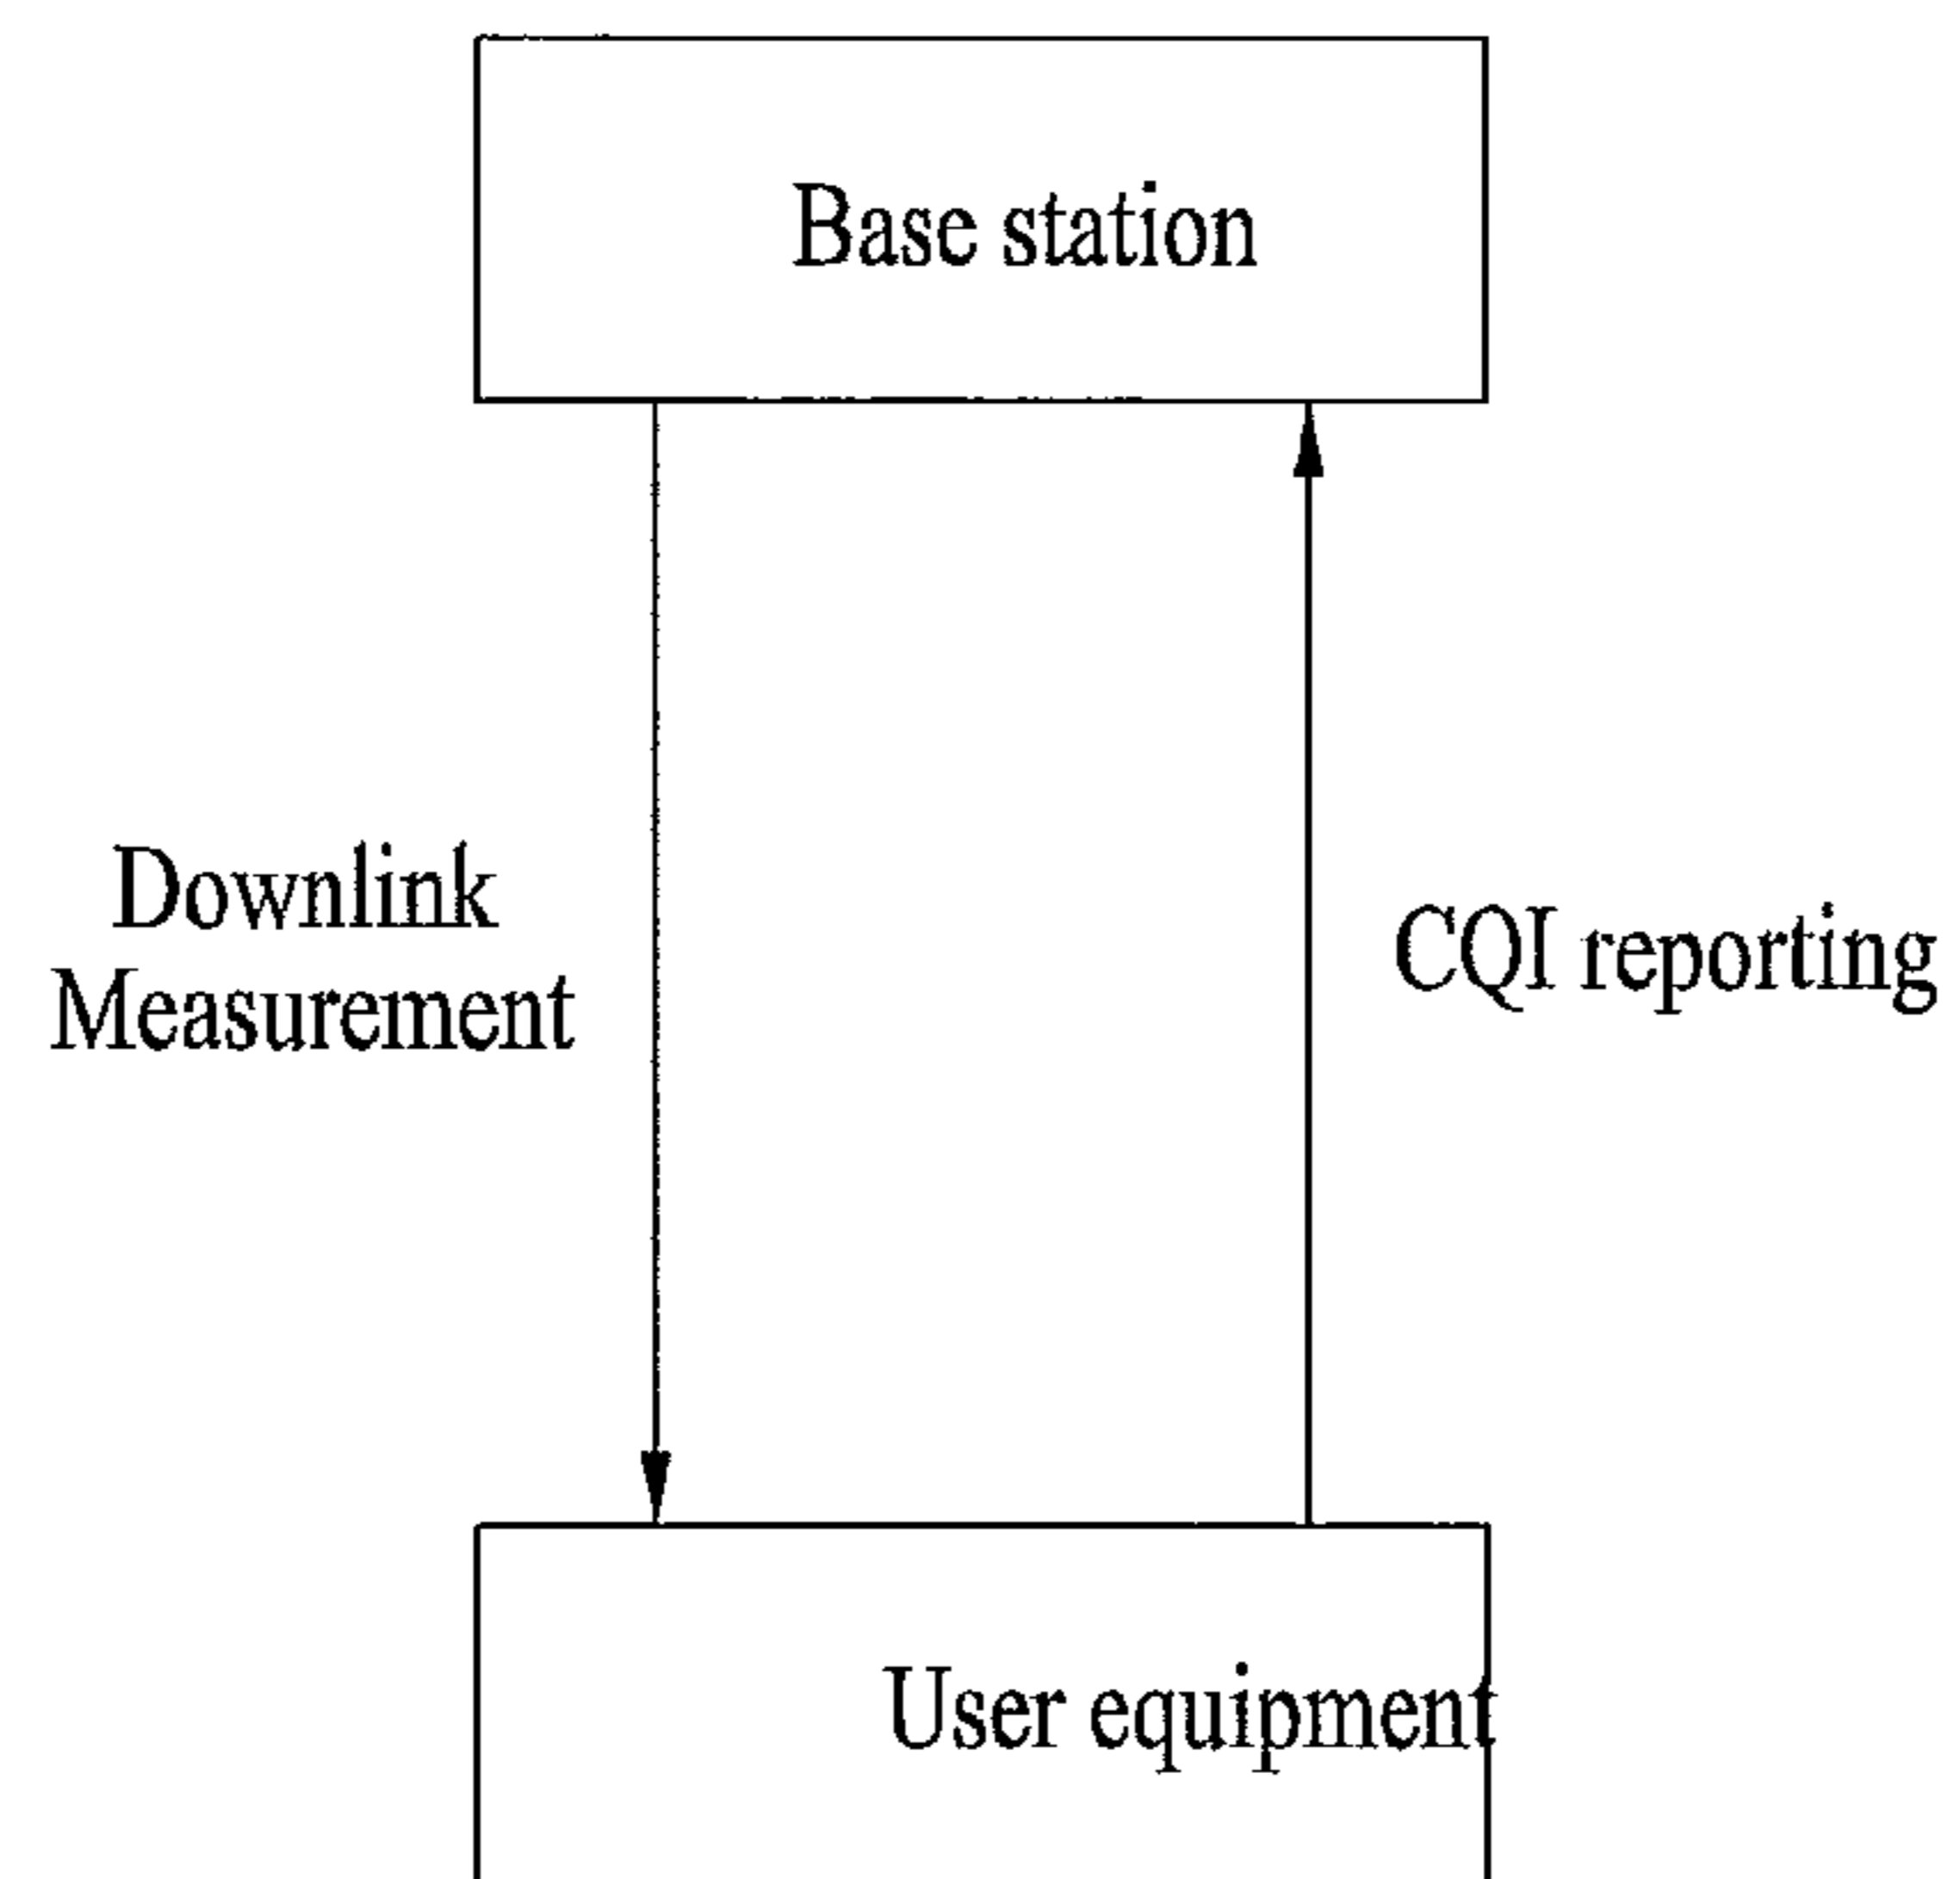 Base station
Downlink
Measurement
CQI reporting
User equipment